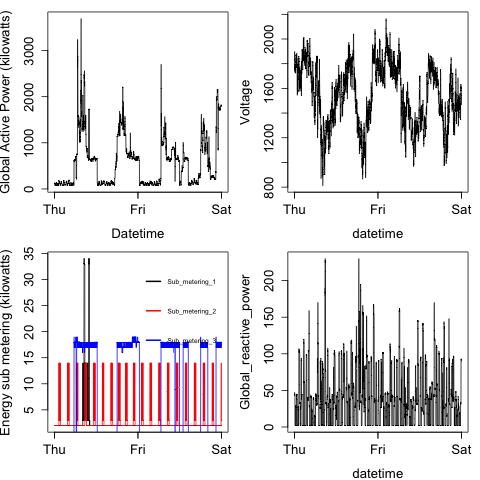 Global Active Power (kilowatts)
0
1000
2000
3000
Thu
Fri
Sat
Datetime
Voltage
800
1200
1600
2000
Thu
Fri
Sat
datetime
Energy sub metering (kilowatts)
5
10
15
20
25
30
35
Sub_metering_1
Sub_metering_2
Sub_metering_3
Thu
Fri
Sat
Global_reactive_power
0
50
100
200
Thu
Fri
Sat
datetime